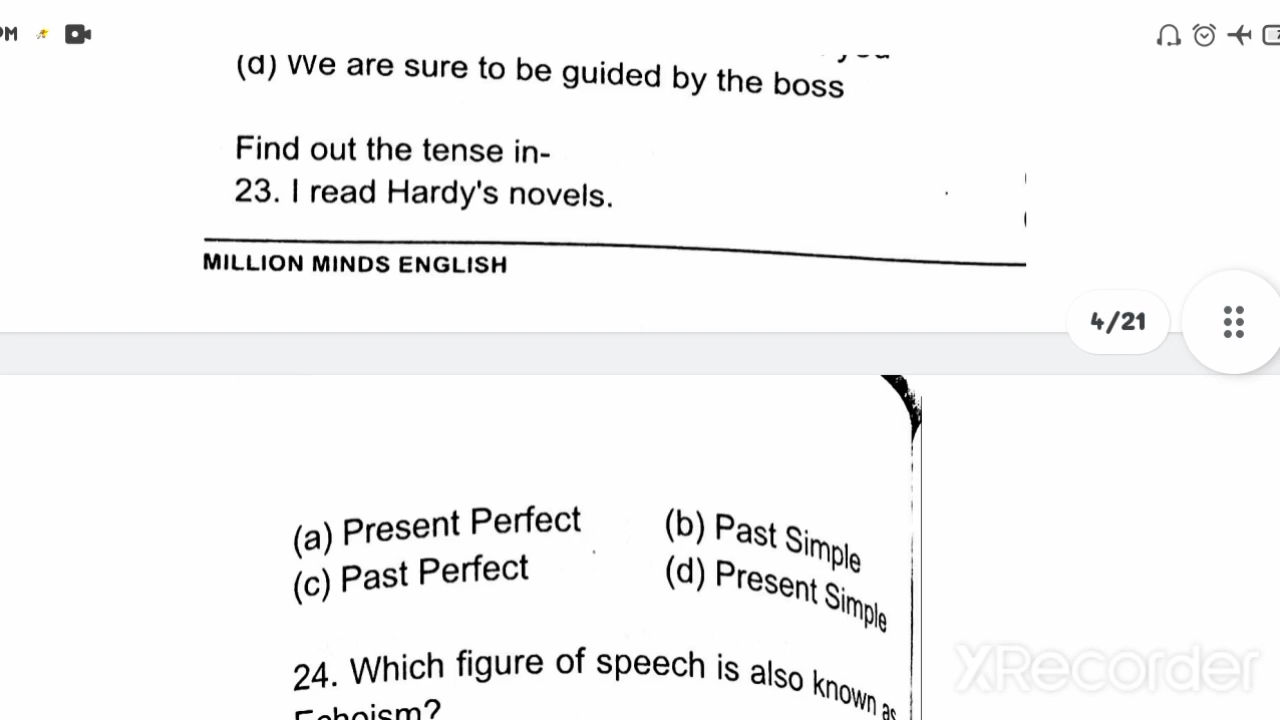 (d) We are sure to be guided by the boss
Find out the tense in-
23. I read Hardy's novels.
MILLION MINDS ENGLISH
4/21
(a) Present Perfect (b) Past Simple
(c) Past Perfect (d) Present Simple
24. Which figure of speech is also known as
Echoism?
XRecorder